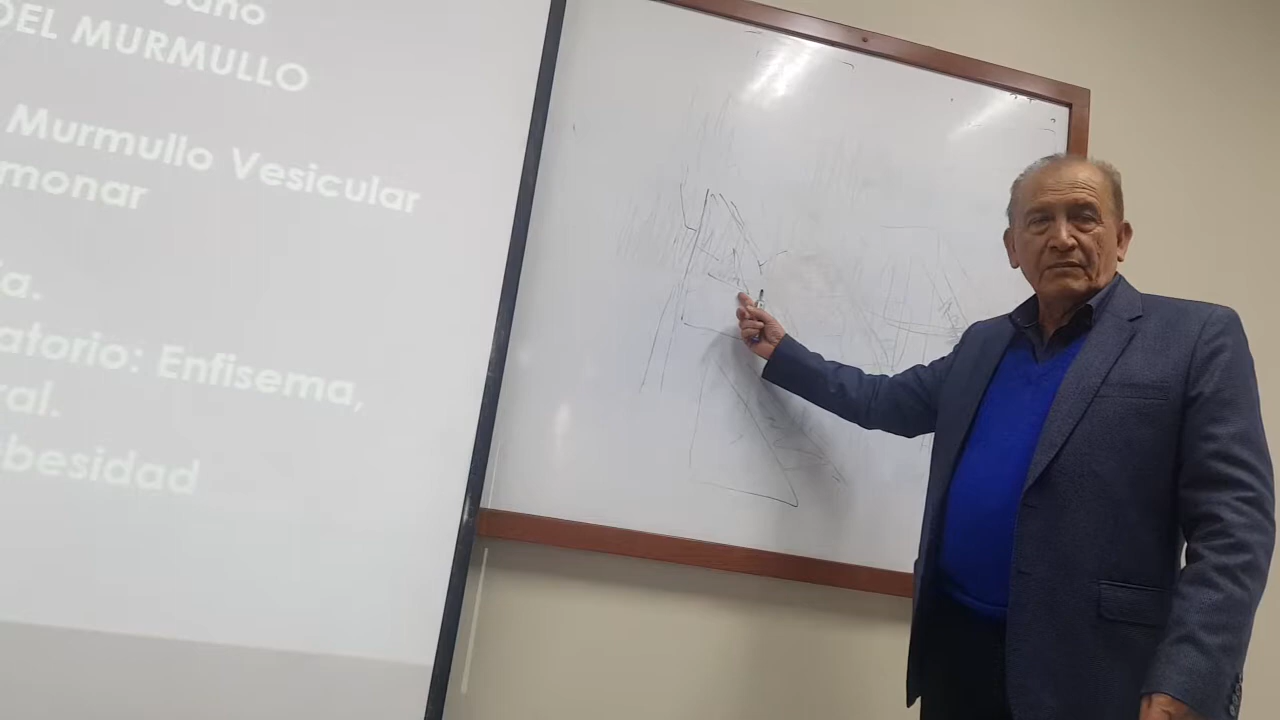 DEL MURMULLO
Murmullo Vesicular
monar
a.
atorio: Enfisema,
ral.
besidad